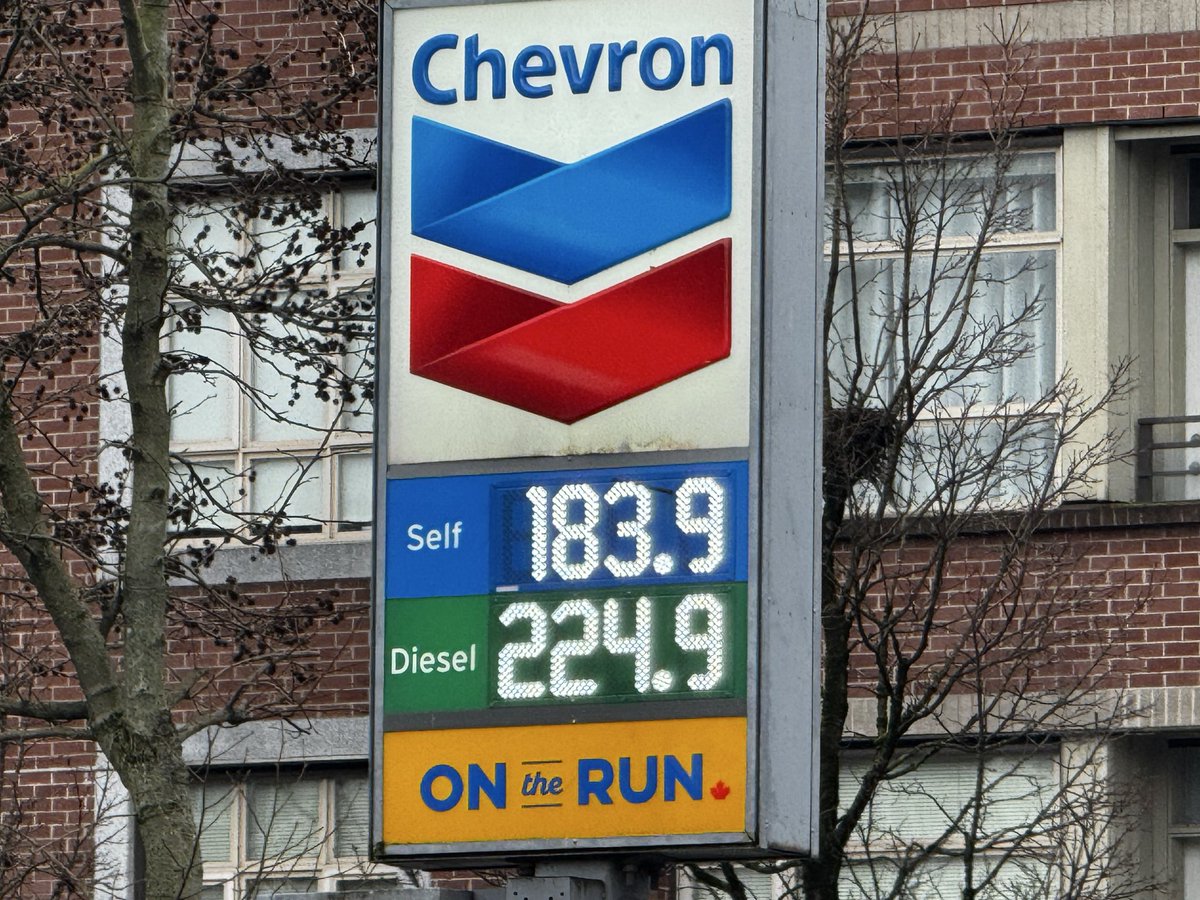 Chevron
Self 183.9
Diesel 224.9
ON the RUN